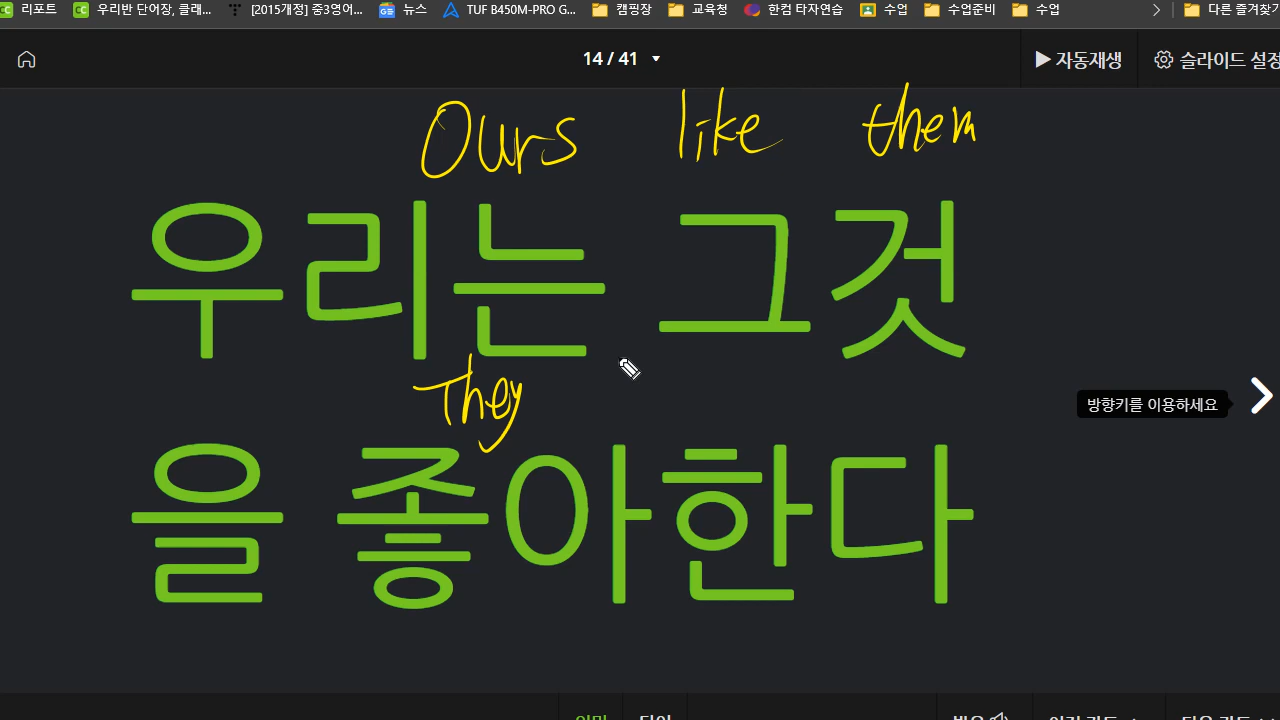 리포트 우리반 단어장, 클래... [2015개정] 중3영어... 뉴스 TUF B450M-PRO G... 캠핑장 교육청 한컴 타자연습 수업 수업준비 수업 다른 즐겨찾기
14 / 41 자동재생 슬라이드 설정
Ours like them
우리는 그것
They
방향키를 이용하세요
을 좋아한다